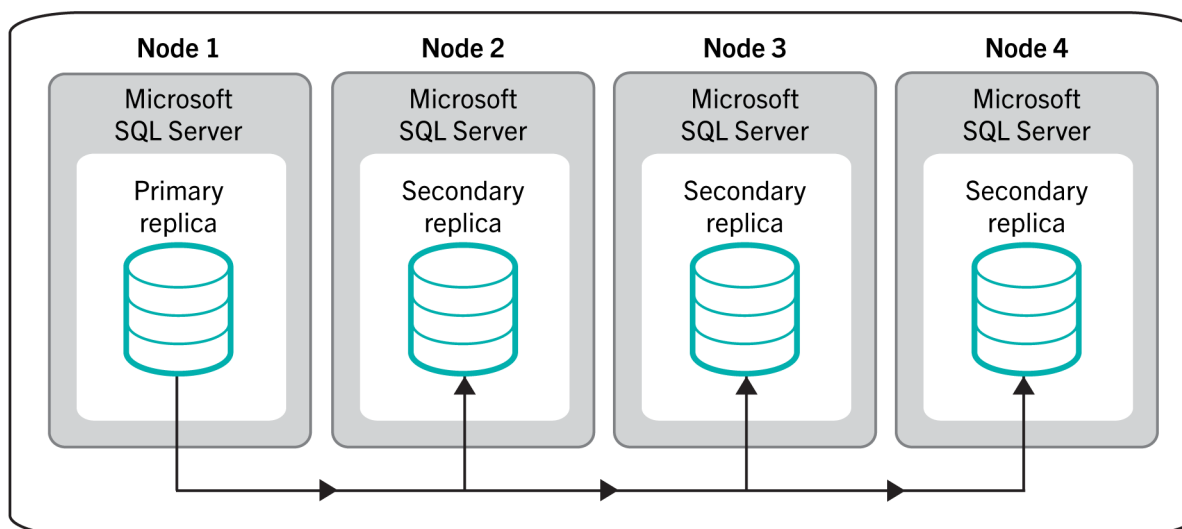 Node 1
Microsoft
SQL Server
Primary
replica
Node 2
Microsoft
SQL Server
Secondary
replica
Node 3
Microsoft
SQL Server
Secondary
replica
Node 4
Microsoft
SQL Server
Secondary
replica